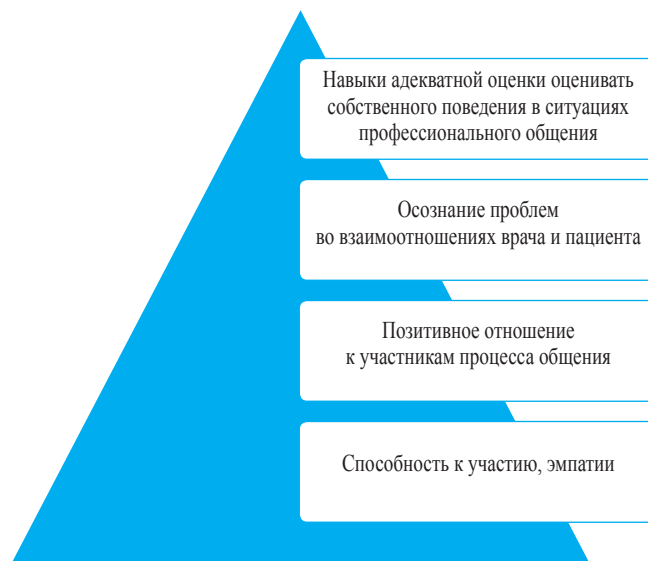 Навыки адекватной оценки оценивать
собственного поведения в ситуациях
профессионального общения
Осознание проблем
во взаимоотношениях врача и пациента
Позитивное отношение
к участникам процесса общения
Способность к участию, эмпатии